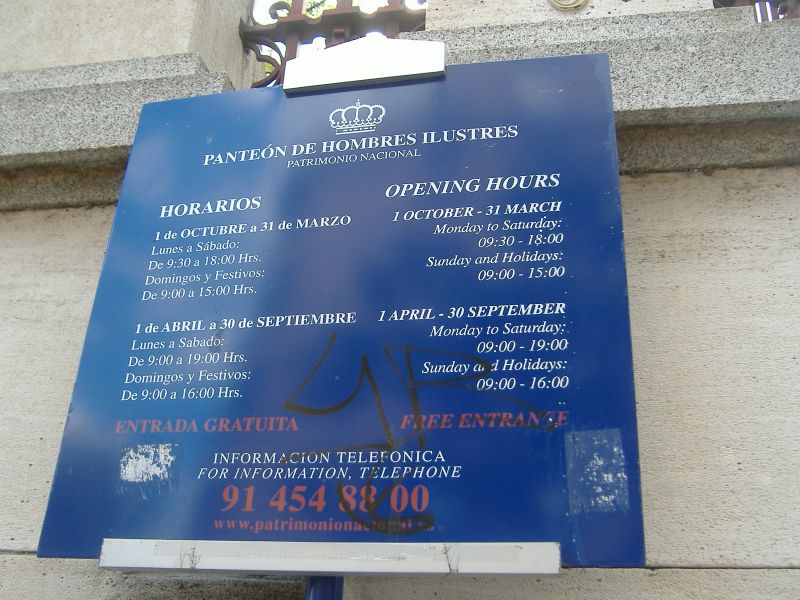 PANTEÓN DE HOMBRES ILUSTRES
PATRIMONIO NACIONAL
HORARIOS
1 de OCTUBRE a 31 de MARZO
Lunes a Sábado:
De 9:30 a 18:00 Hrs.
Domingos y Festivos:
De 9:00 a 15:00 Hrs.
1 de ABRIL a 30 de SEPTIEMBRE
Lunes a Sabado:
De 9:00 a 19:00 Hrs.
Domingos y Festivos:
De 9:00 a 16:00 Hrs.
ENTRADA GRATUITA
OPENING HOURS
1 OCTOBER - 31 MARCH
Monday to Saturday:
09:30 - 18:00
Sunday and Holidays:
09:00 - 15:00
1 APRIL - 30 SEPTEMBER
Monday to Saturday:
09:00 - 19:00
Sunday and Holidays:
09:00 - 16:00
FREE ENTRANCE
INFORMACION TELEFONICA
FOR INFORMATION, TELEPHONE
91 454 88 00
www.patrimonionacional.es